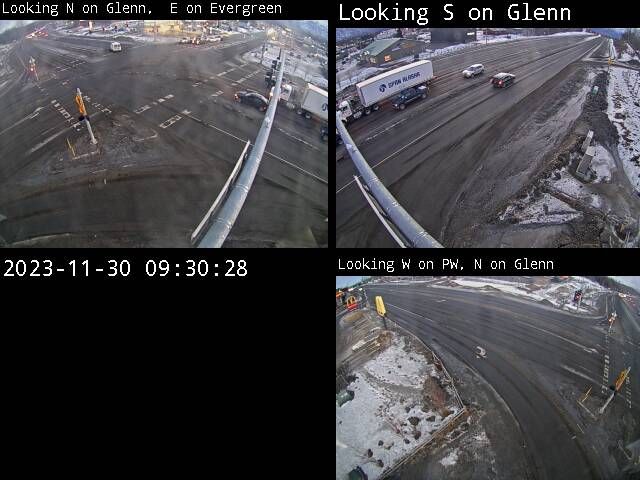 Looking N on Glenn,  E on Evergreen
Looking S on Glenn
SPAN ALASKA
2023-11-30 09:30:28
Looking W on PW, N on Glenn